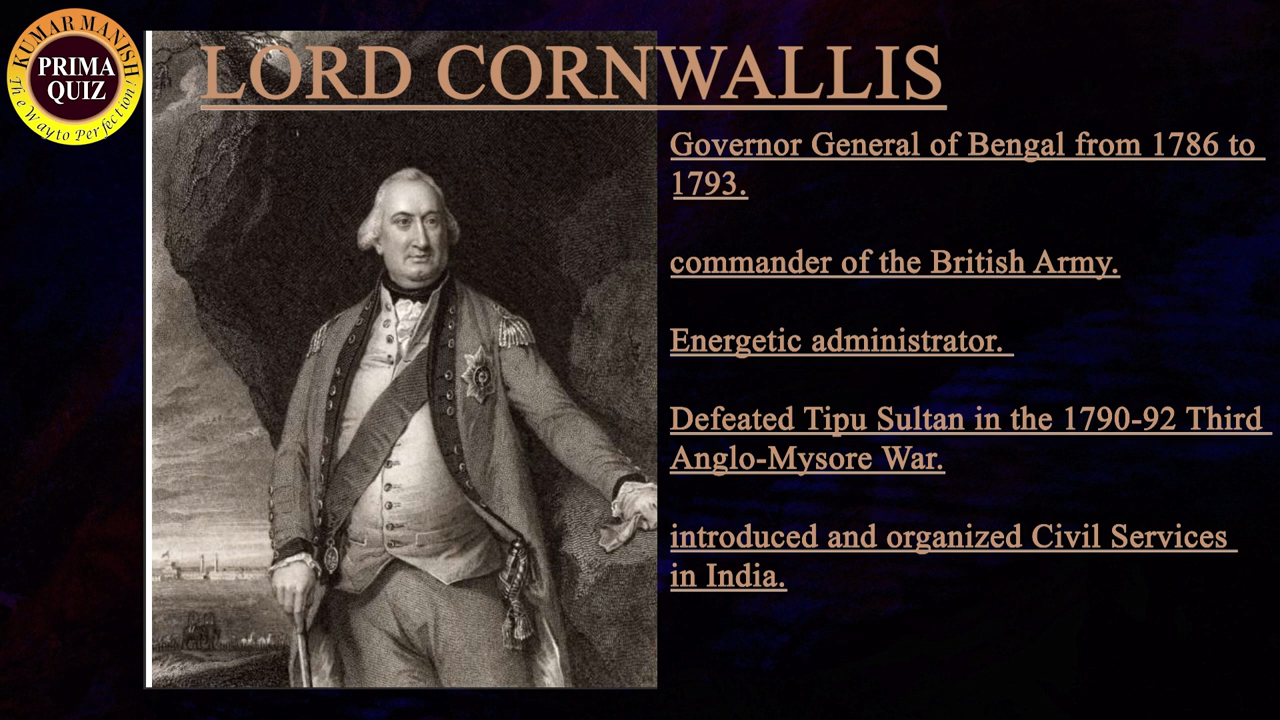 KUMAR MANISH
PRIMA
QUIZ
The Way to Perfection!
LORD CORNWALLIS
Governor General of Bengal from 1786 to
1793.
commander of the British Army.
Energetic administrator.
Defeated Tipu Sultan in the 1790-92 Third
Anglo-Mysore War.
introduced and organized Civil Services
in India.